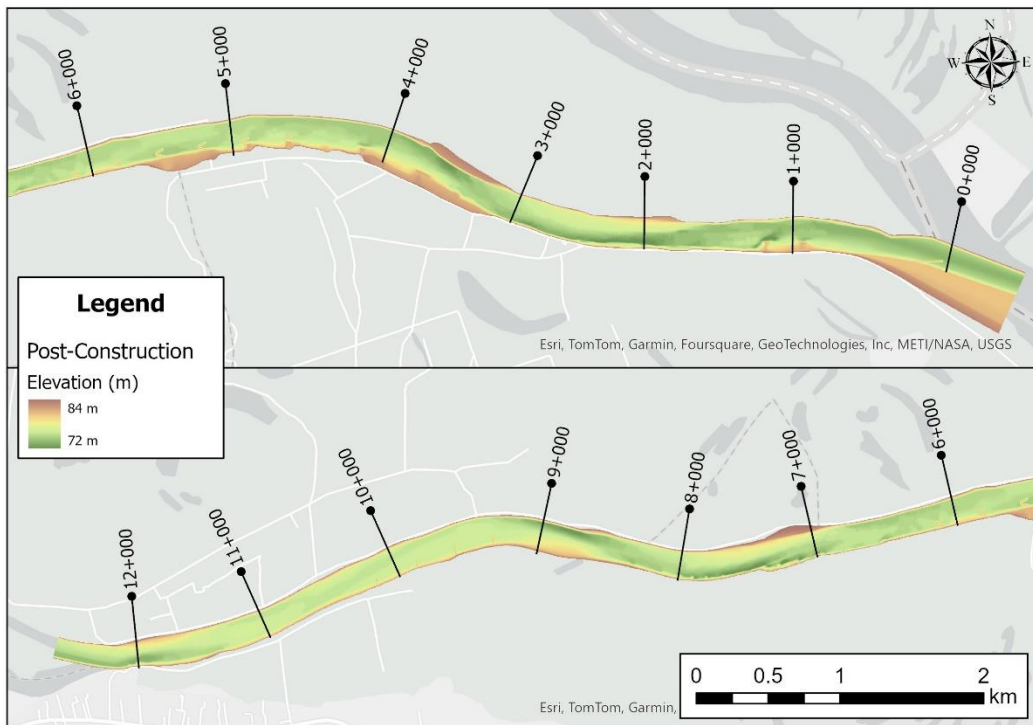 N
W E
S
6+000
5+000
4+000
3+000
2+000
1+000
0+000
Legend
Post-Construction
Elevation (m)
84 m
72 m
Esri, TomTom, Garmin, Foursquare, GeoTechnologies, Inc, METI/NASA, USGS
12+000
11+000
10+000
9+000
8+000
7+000
6+000
0 0.5 1 2
km
Esri, TomTom, Garmin,